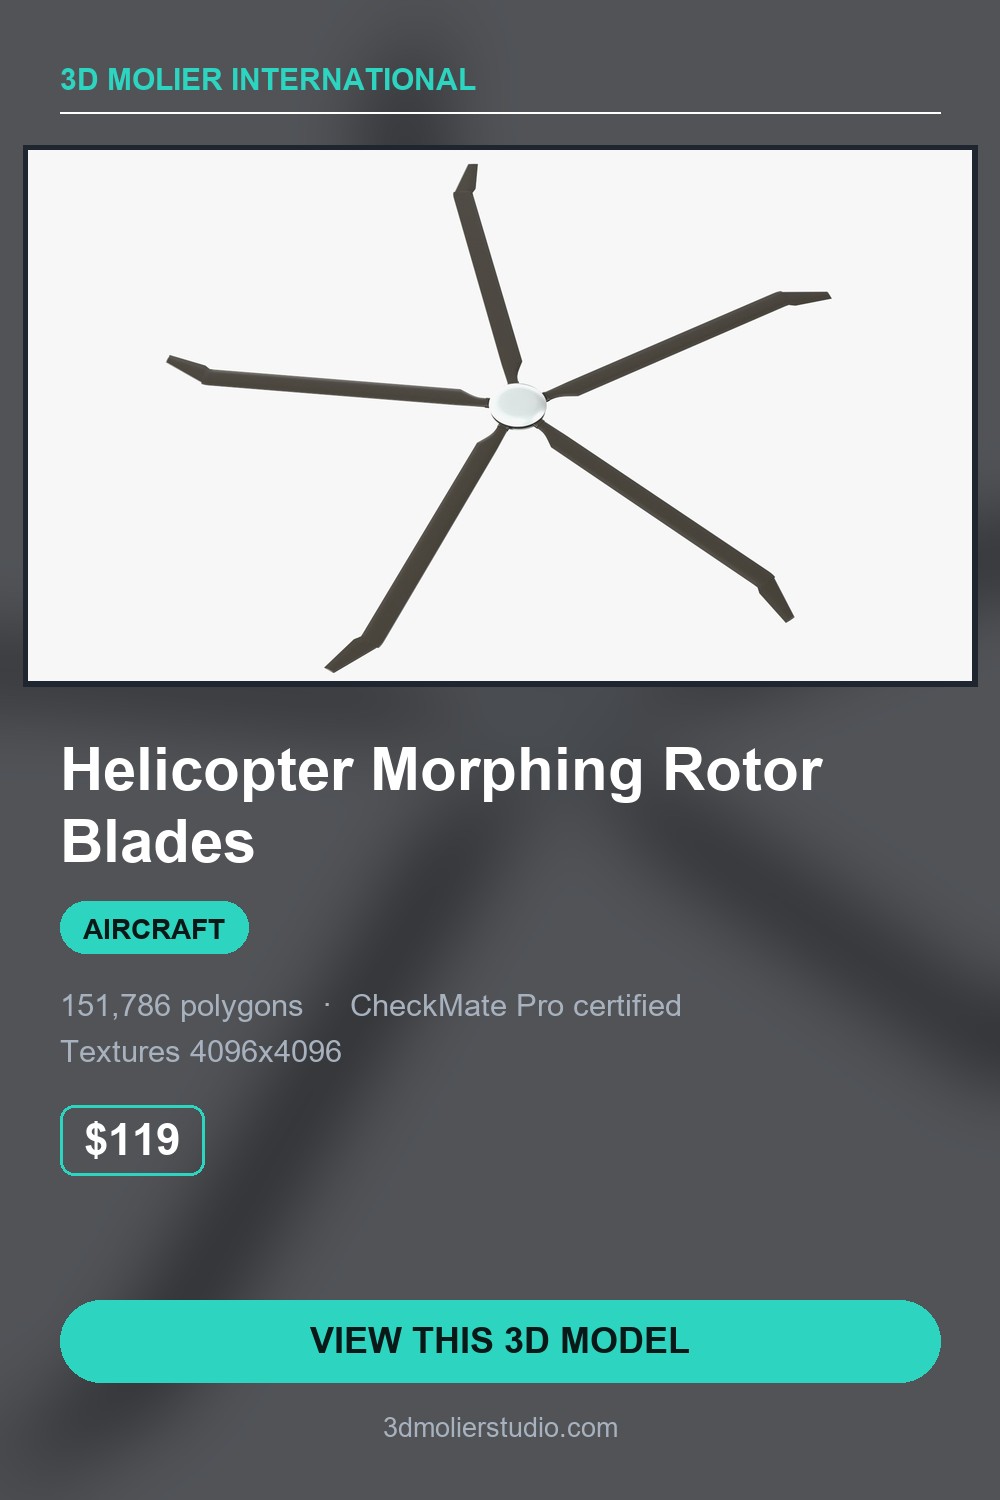 3D MOLIER INTERNATIONAL
Helicopter Morphing Rotor
Blades
AIRCRAFT
151,786 polygons · CheckMate Pro certified
Textures 4096x4096
$119
VIEW THIS 3D MODEL
3dmolierstudio.com